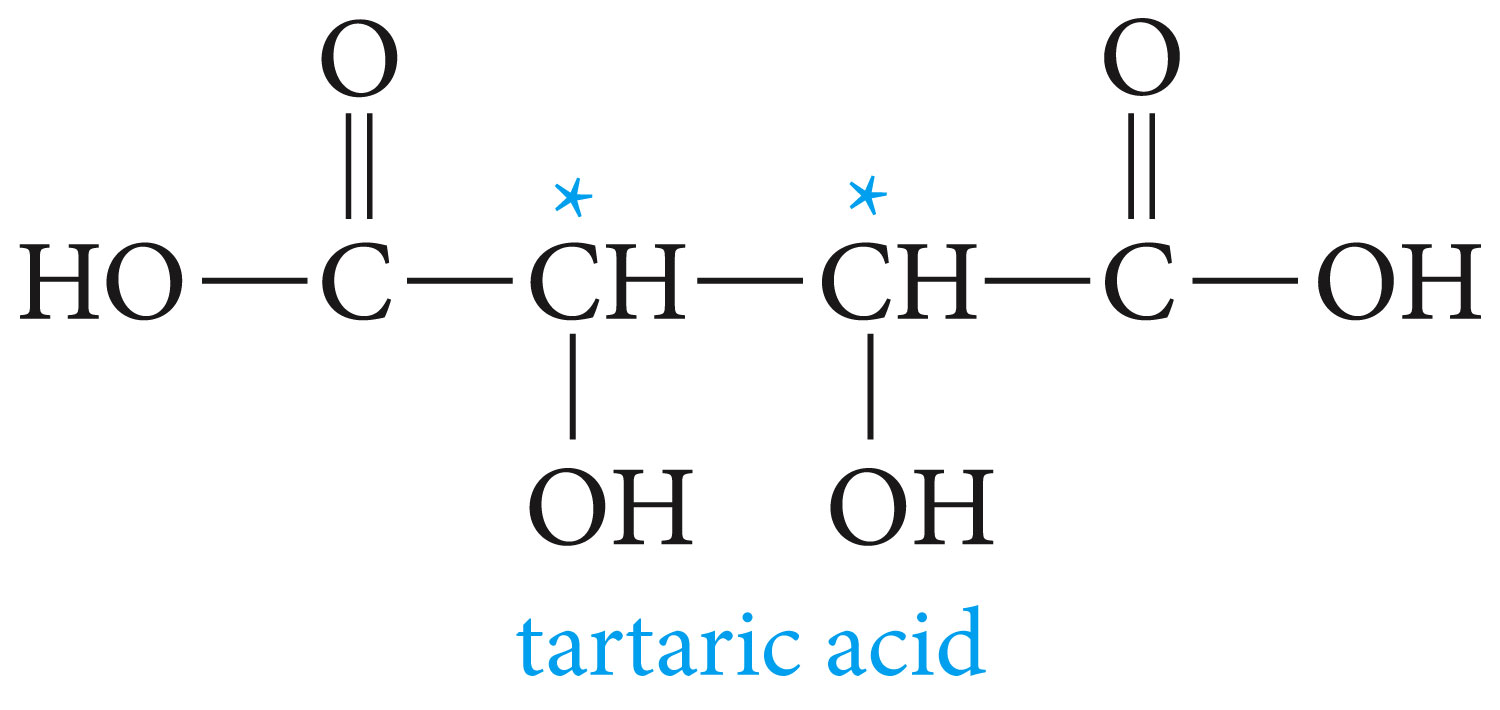 O O
* *
HO — C — CH — CH — C — OH
OH OH
tartaric acid